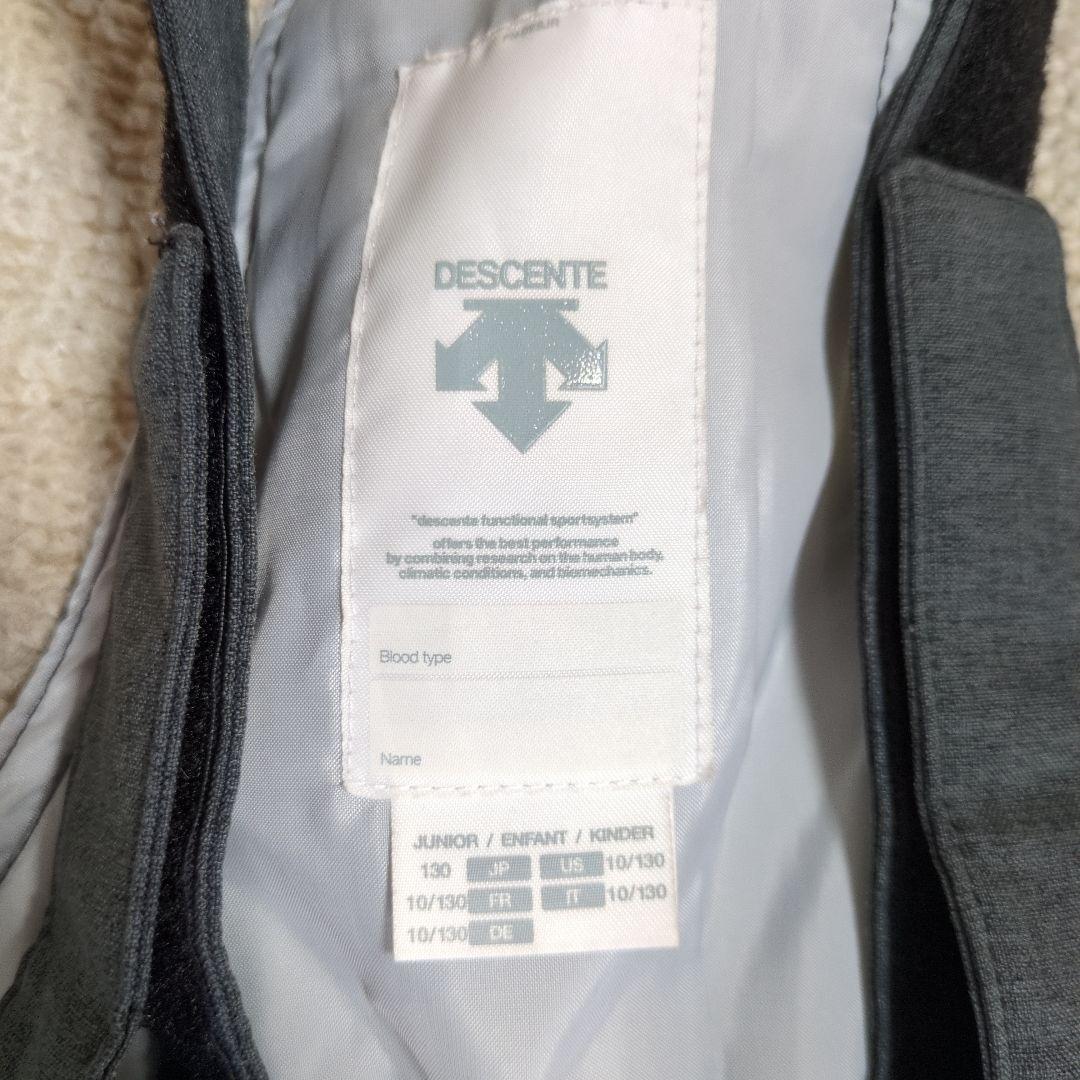 DESCENTE
"descente functional sportsystem"
offers the best performance
by combining research on the human body,
climatic conditions, and biomechanics.
Blood type
Name
JUNIOR / ENFANT / KINDER
130 JP US 10/130
10/130 FR IT 10/130
10/130 DE